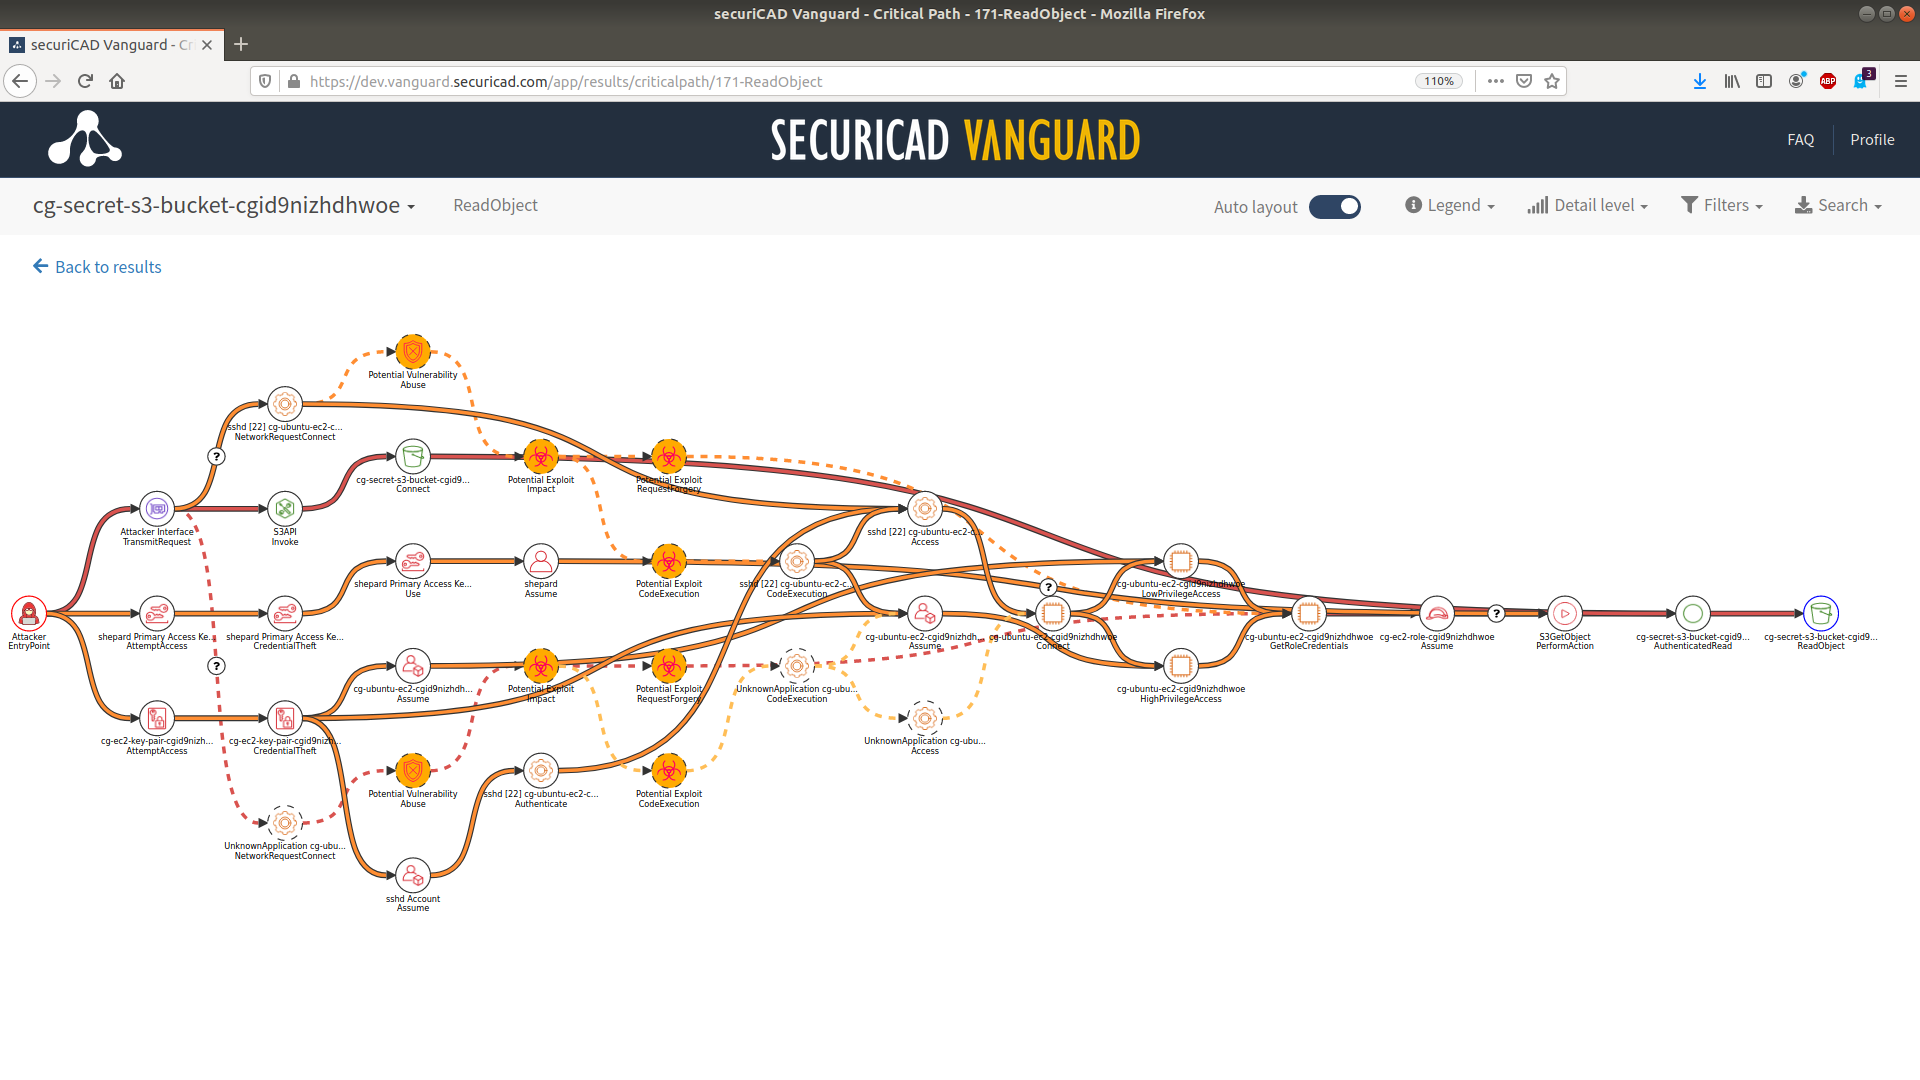 securiCAD Vanguard - Critical Path - 171-ReadObject - Mozilla Firefox
securiCAD Vanguard - Cr
https://dev.vanguard.securicad.com/app/results/criticalpath/171-ReadObject
110%
ABP
3
SECURICAD VANGUARD
FAQ
Profile
cg-secret-s3-bucket-cgid9nizhdhwoe
ReadObject
Auto layout
Legend
Detail level
Filters
Search
Back to results
Potential Vulnerability
Abuse
sshd [22] cg-ubuntu-ec2-c...
NetworkRequestConnect
?
cg-secret-s3-bucket-cgid9...
Connect
Potential Exploit
Impact
Potential Exploit
RequestForgery
Attacker Interface
TransmitRequest
S3API
Invoke
sshd [22] cg-ubuntu-ec2-c...
Access
shepard Primary Access Ke...
Use
shepard
Assume
Potential Exploit
CodeExecution
sshd [22] cg-ubuntu-ec2-c...
CodeExecution
?
cg-ubuntu-ec2-cgid9nizhdhwoe
LowPrivilegeAccess
Attacker
EntryPoint
shepard Primary Access Ke...
AttemptAccess
shepard Primary Access Ke...
CredentialTheft
cg-ubuntu-ec2-cgid9nizhdh...
Assume
cg-ubuntu-ec2-cgid9nizhdhwoe
Connect
cg-ubuntu-ec2-cgid9nizhdhwoe
GetRoleCredentials
cg-ec2-role-cgid9nizhdhwoe
Assume
?
S3GetObject
PerformAction
cg-secret-s3-bucket-cgid9...
AuthenticatedRead
cg-secret-s3-bucket-cgid9...
ReadObject
?
cg-ubuntu-ec2-cgid9nizhdh...
Assume
Potential Exploit
Impact
Potential Exploit
RequestForgery
UnknownApplication cg-ubu...
CodeExecution
cg-ubuntu-ec2-cgid9nizhdhwoe
HighPrivilegeAccess
cg-ec2-key-pair-cgid9nizh...
AttemptAccess
cg-ec2-key-pair-cgid9nizh...
CredentialTheft
UnknownApplication cg-ubu...
Access
Potential Vulnerability
Abuse
sshd [22] cg-ubuntu-ec2-c...
Authenticate
Potential Exploit
CodeExecution
UnknownApplication cg-ubu...
NetworkRequestConnect
sshd Account
Assume